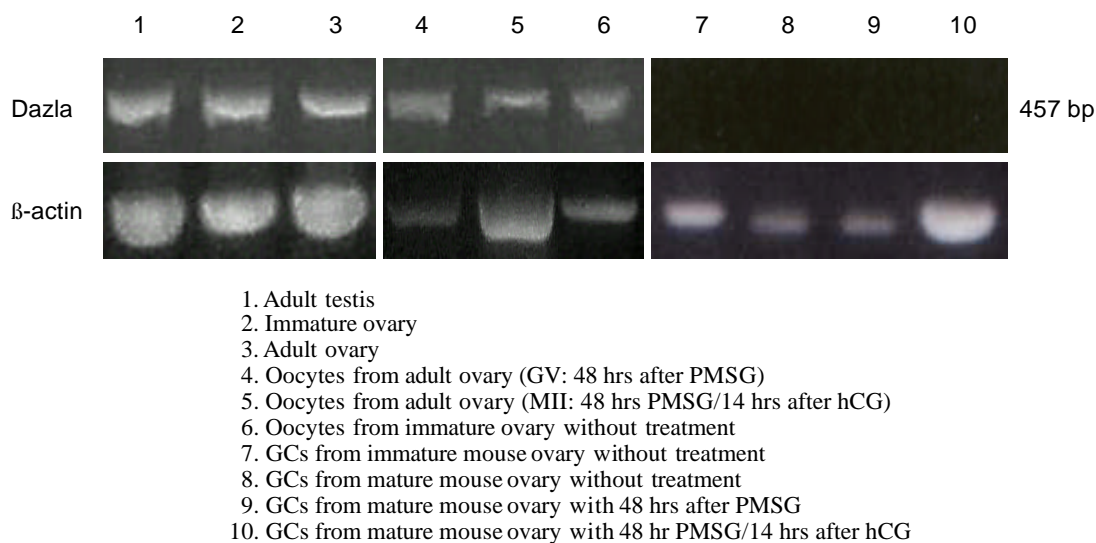 1 2 3 4 5 6 7 8 9 10
Dazla 457 bp
ß-actin
1. Adult testis
2. Immature ovary
3. Adult ovary
4. Oocytes from adult ovary (GV: 48 hrs after PMSG)
5. Oocytes from adult ovary (MII: 48 hrs PMSG/14 hrs after hCG)
6. Oocytes from immature ovary without treatment
7. GCs from immature mouse ovary without treatment
8. GCs from mature mouse ovary without treatment
9. GCs from mature mouse ovary with 48 hrs after PMSG
10. GCs from mature mouse ovary with 48 hr PMSG/14 hrs after hCG